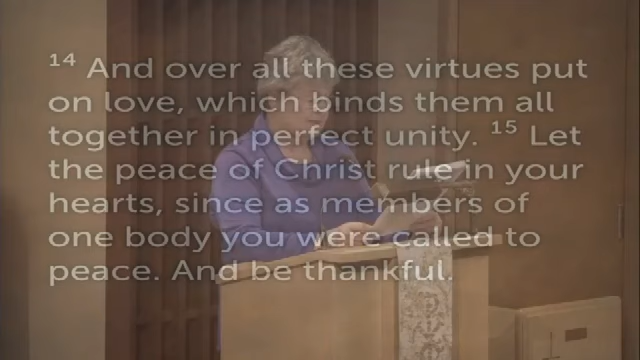 ¹⁴ And over all these virtues put
on love, which binds them all
together in perfect unity. ¹⁵ Let
the peace of Christ rule in your
hearts, since as members of
one body you were called to
peace. And be thankful.